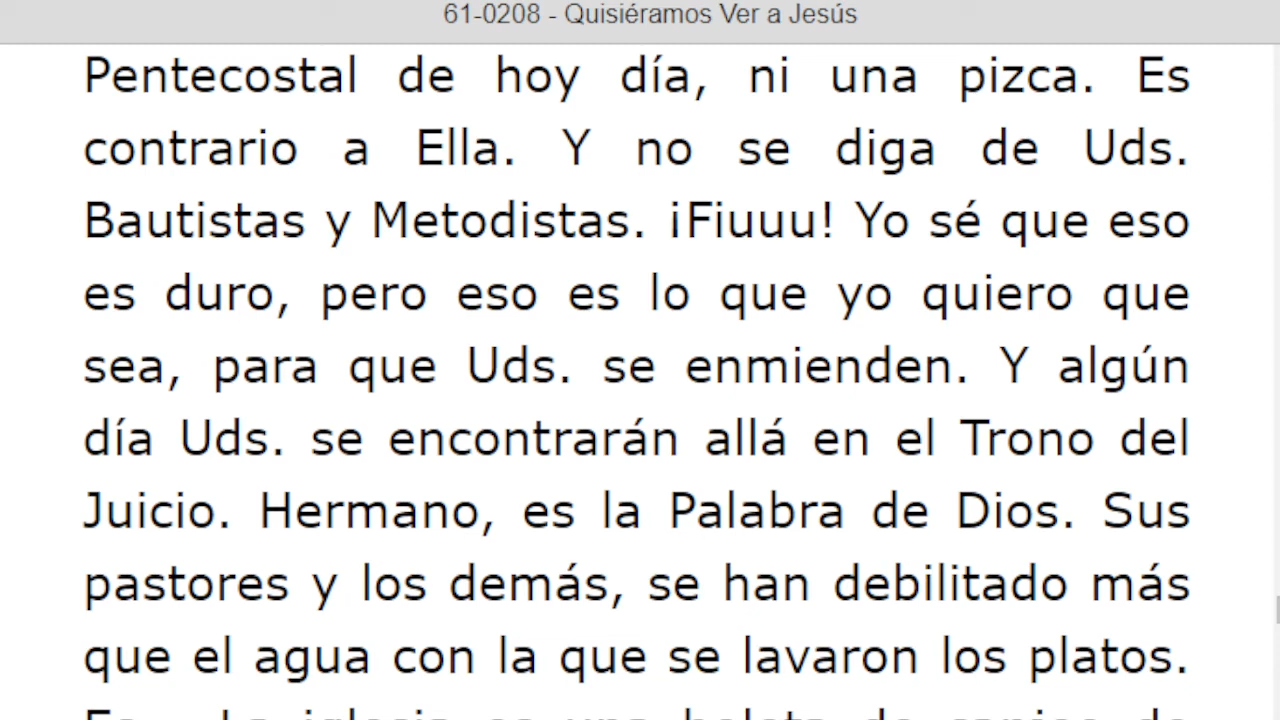 61-0208 - Quisiéramos Ver a Jesús
Pentecostal de hoy día, ni una pizca. Es
contrario a Ella. Y no se diga de Uds.
Bautistas y Metodistas. ¡Fiuuu! Yo sé que eso
es duro, pero eso es lo que yo quiero que
sea, para que Uds. se enmienden. Y algún
día Uds. se encontrarán allá en el Trono del
Juicio. Hermano, es la Palabra de Dios. Sus
pastores y los demás, se han debilitado más
que el agua con la que se lavaron los platos.